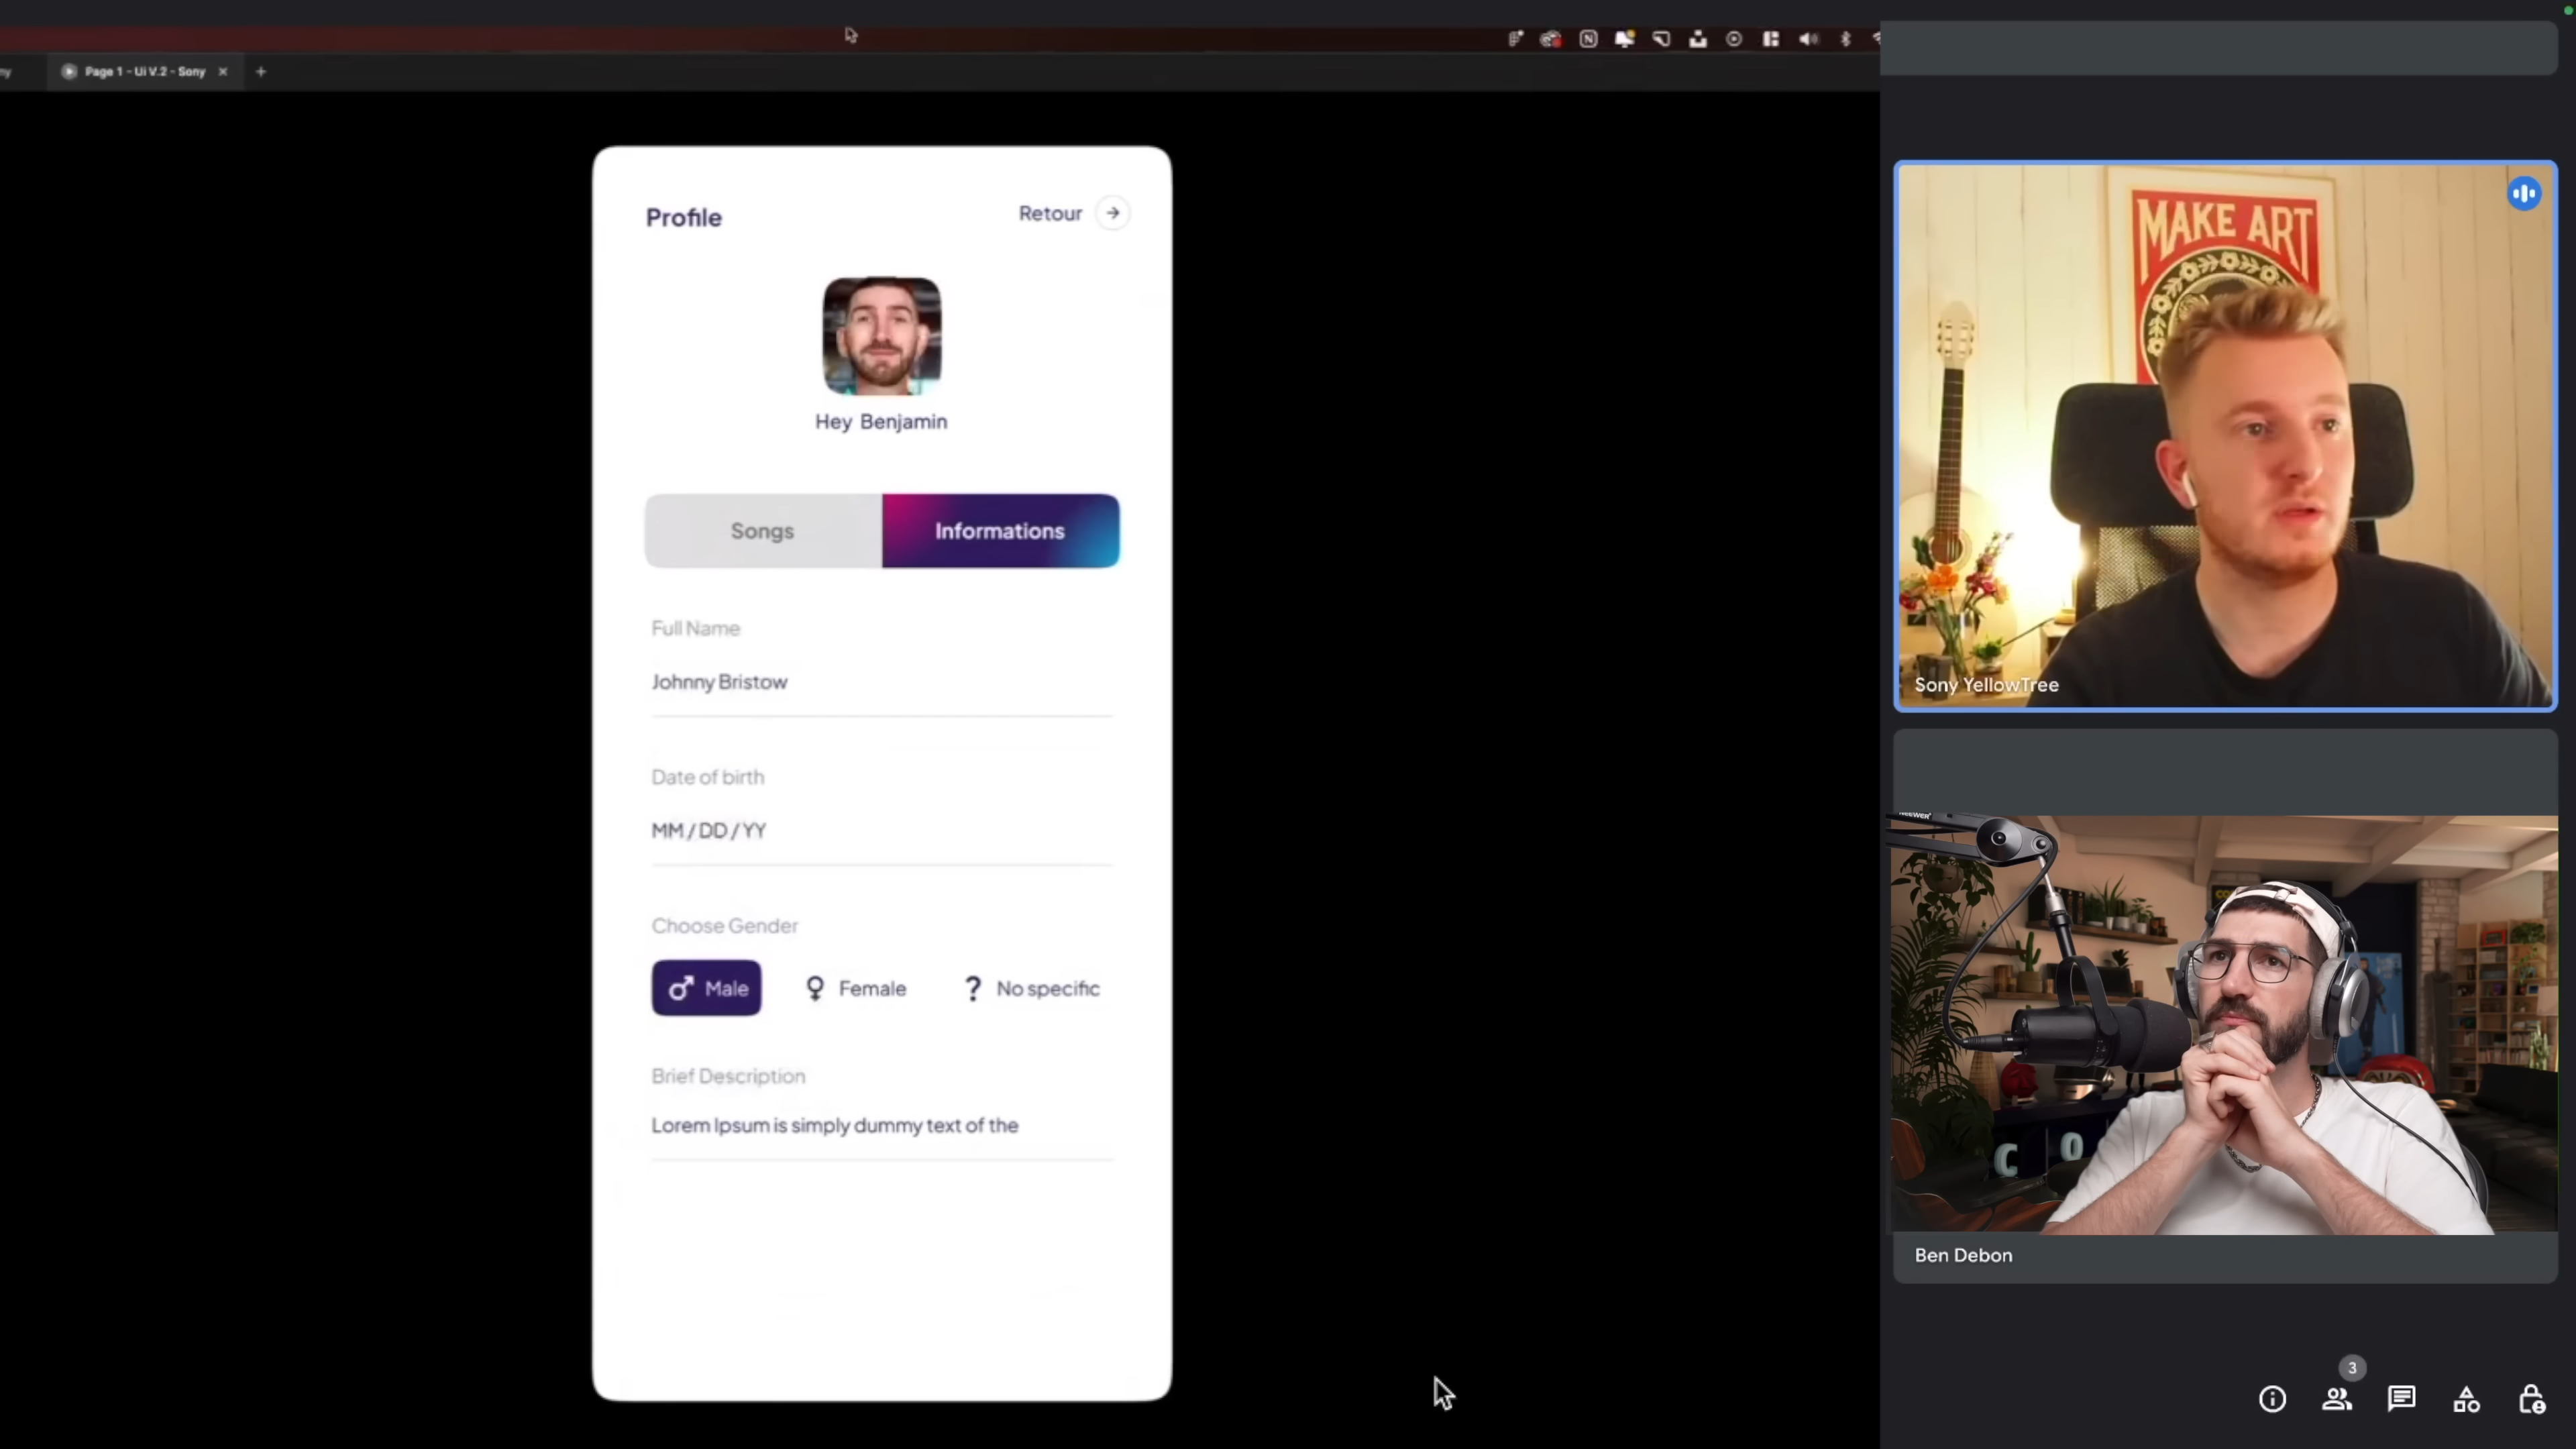 ny
Page 1 - Ui V.2 - Sony
Profile
Retour
Hey Benjamin
Songs
Informations
Full Name
Johnny Bristow
Date of birth
MM / DD / YY
Choose Gender
Male
Female
? No specific
Brief Description
Lorem Ipsum is simply dummy text of the
MAKE ART
Sony YellowTree
NEEWER
C O
Ben Debon
3